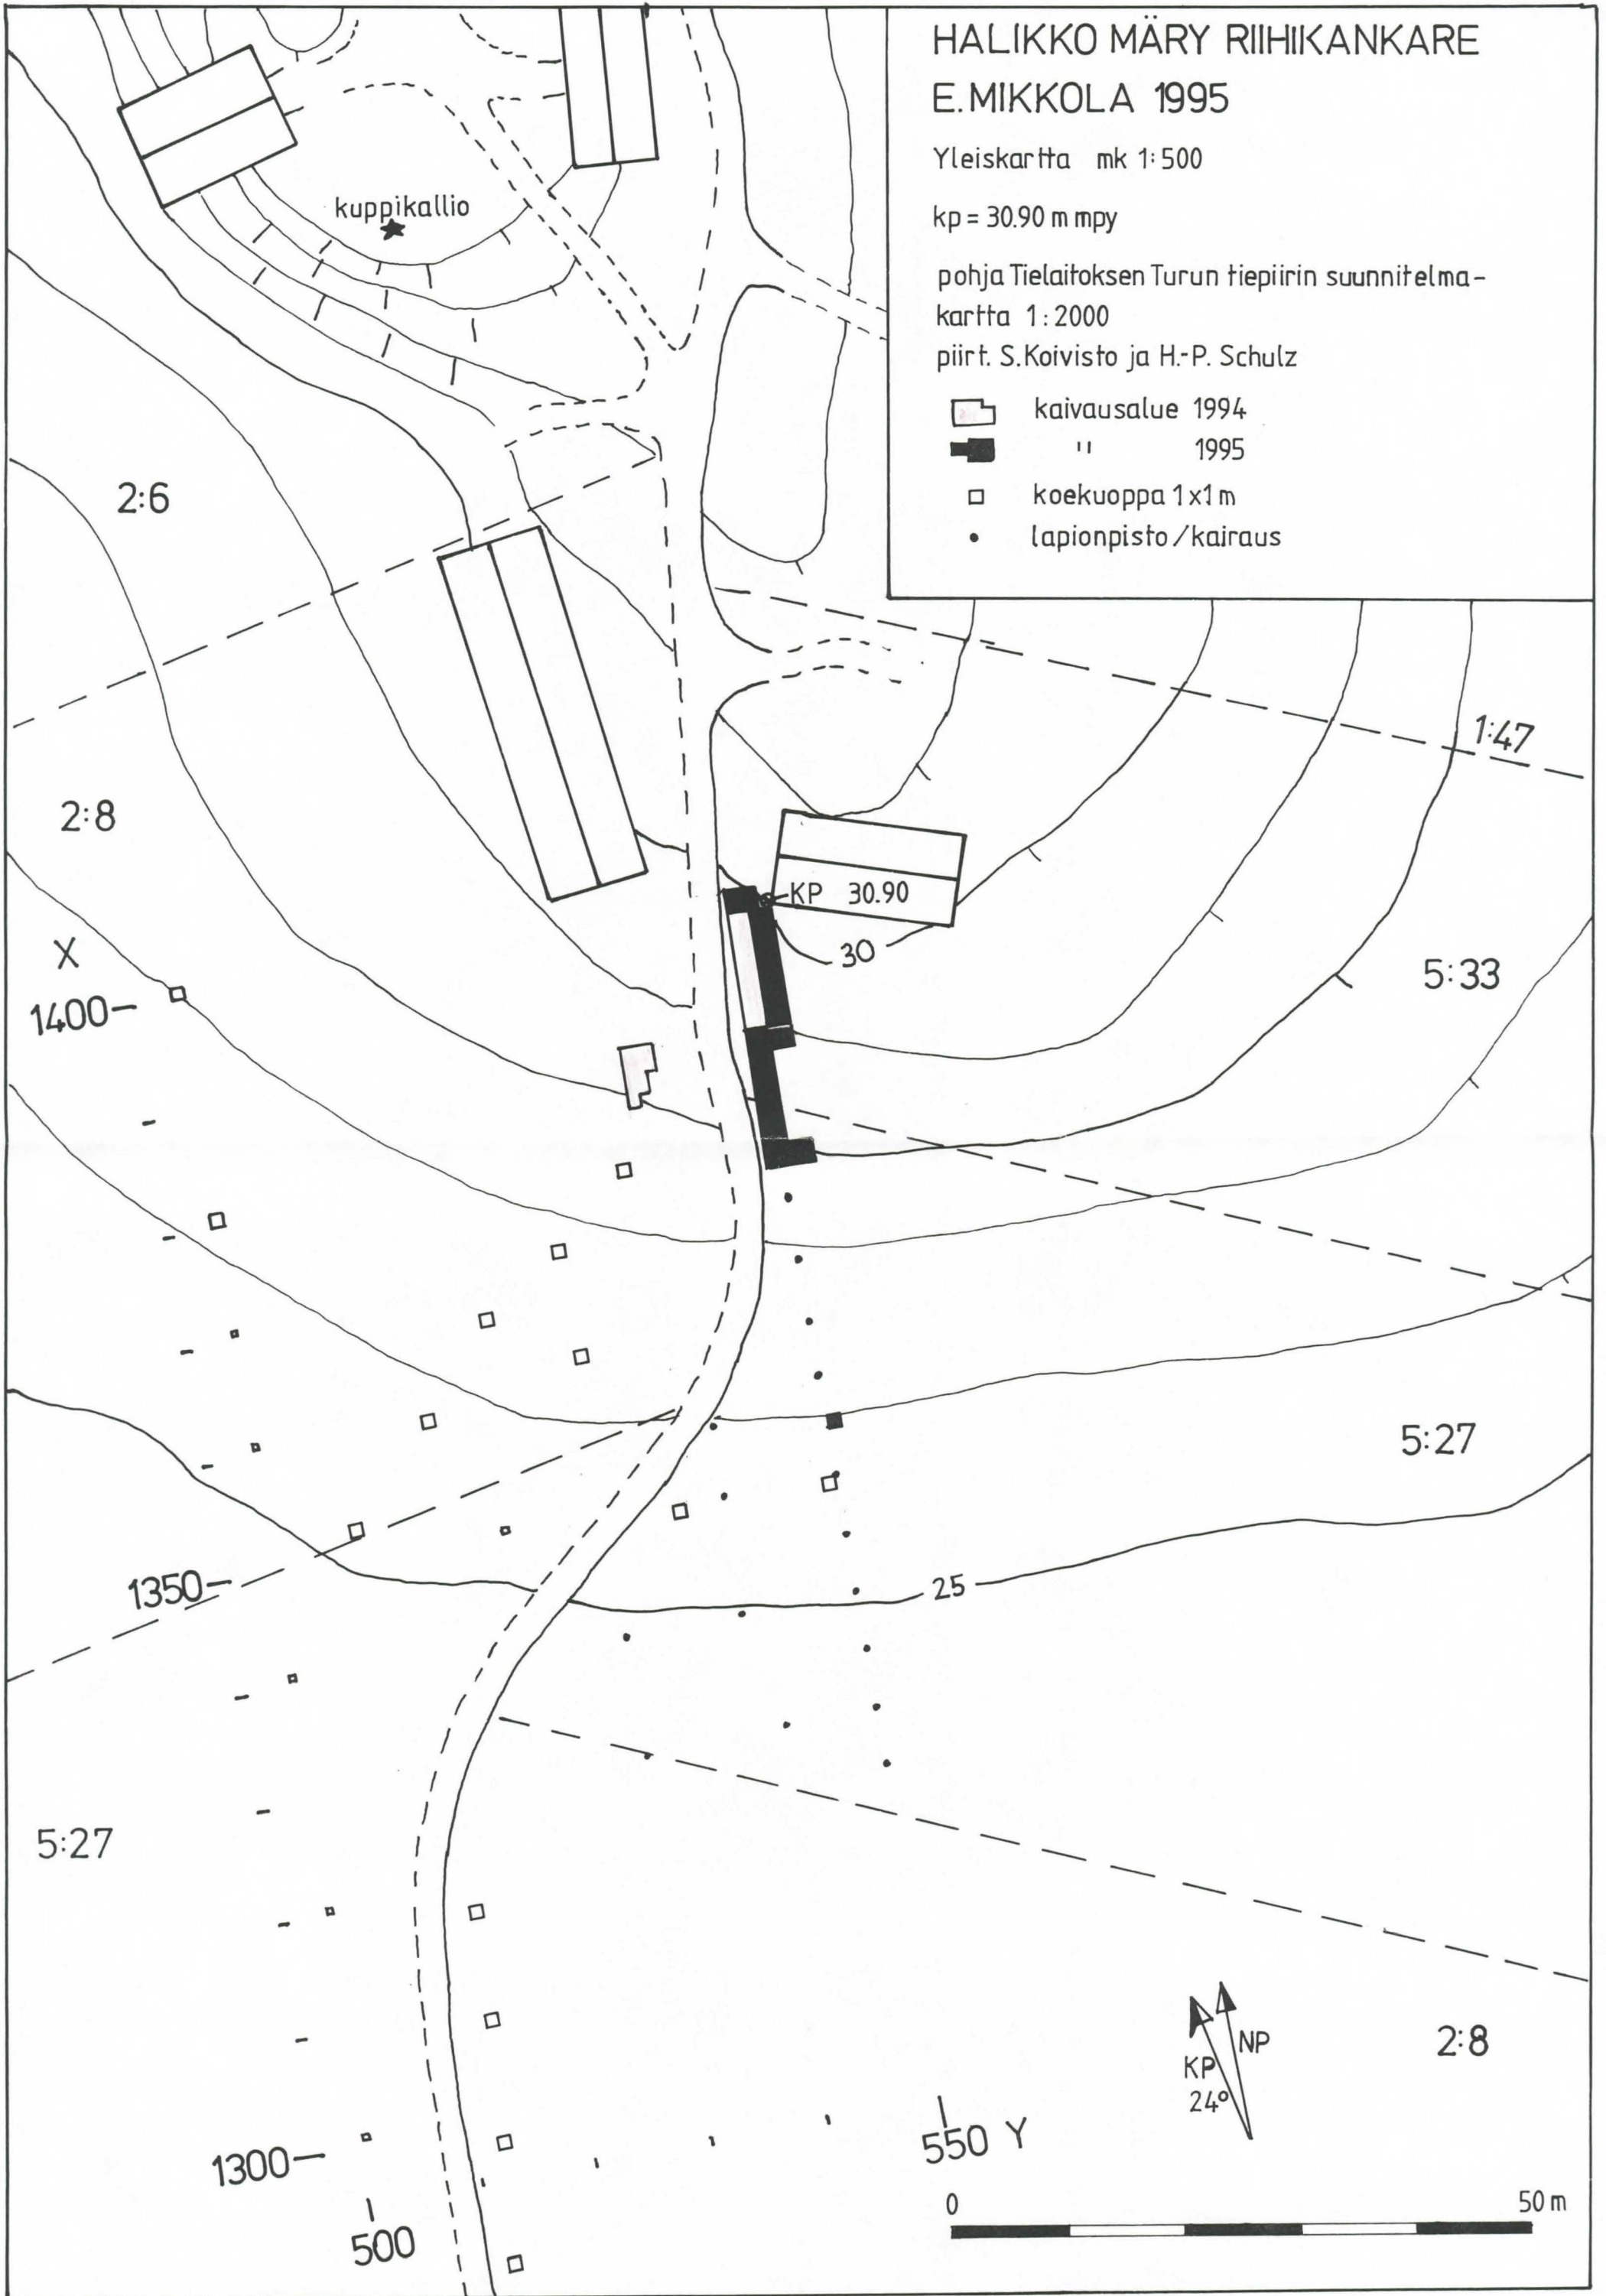 HALIKKO MÄRY RIIHIKANKARE
E.MIKKOLA 1995
Yleiskartta mk 1:500
kp = 30.90 m mpy
pohja Tielaitoksen Turun tiepiirin suunnitelma-
kartta 1:2000
piirt. S.Koivisto ja H.-P. Schulz
kaivausalue 1994
" 1995
koekuoppa 1x1m
lapionpisto/kairaus
kuppikallio
2:6
1:47
2:8
KP 30.90
30
X
1400
5:33
5:27
1350
25
5:27
NP
KP
24°
2:8
550 Y
1300
500
0 50 m